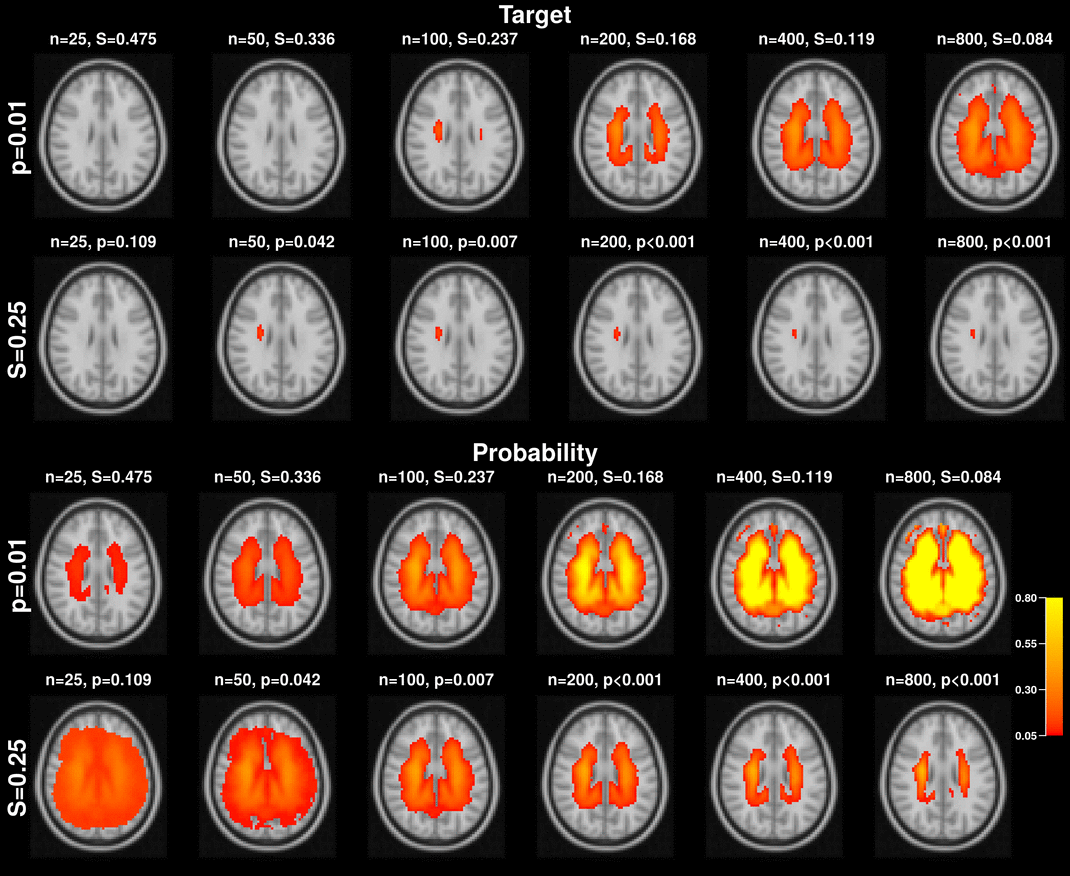 Target
n=25, S=0.475 n=50, S=0.336 n=100, S=0.237 n=200, S=0.168 n=400, S=0.119 n=800, S=0.084
p=0.01
n=25, p=0.109 n=50, p=0.042 n=100, p=0.007 n=200, p<0.001 n=400, p<0.001 n=800, p<0.001
S=0.25
Probability
n=25, S=0.475 n=50, S=0.336 n=100, S=0.237 n=200, S=0.168 n=400, S=0.119 n=800, S=0.084
p=0.01
0.80
0.55
0.30
0.05
n=25, p=0.109 n=50, p=0.042 n=100, p=0.007 n=200, p<0.001 n=400, p<0.001 n=800, p<0.001
S=0.25